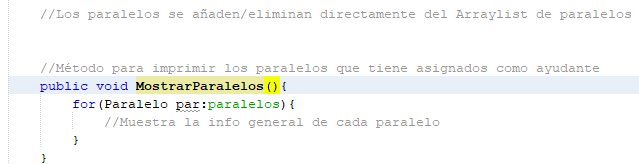 //Los paralelos se añaden/eliminan directamente del Arraylist de paralelos
//Método para imprimir los paralelos que tiene asignados como ayudante
public void MostrarParalelos(){
for(Paralelo par:paralelos){
//Muestra la info general de cada paralelo
}
}